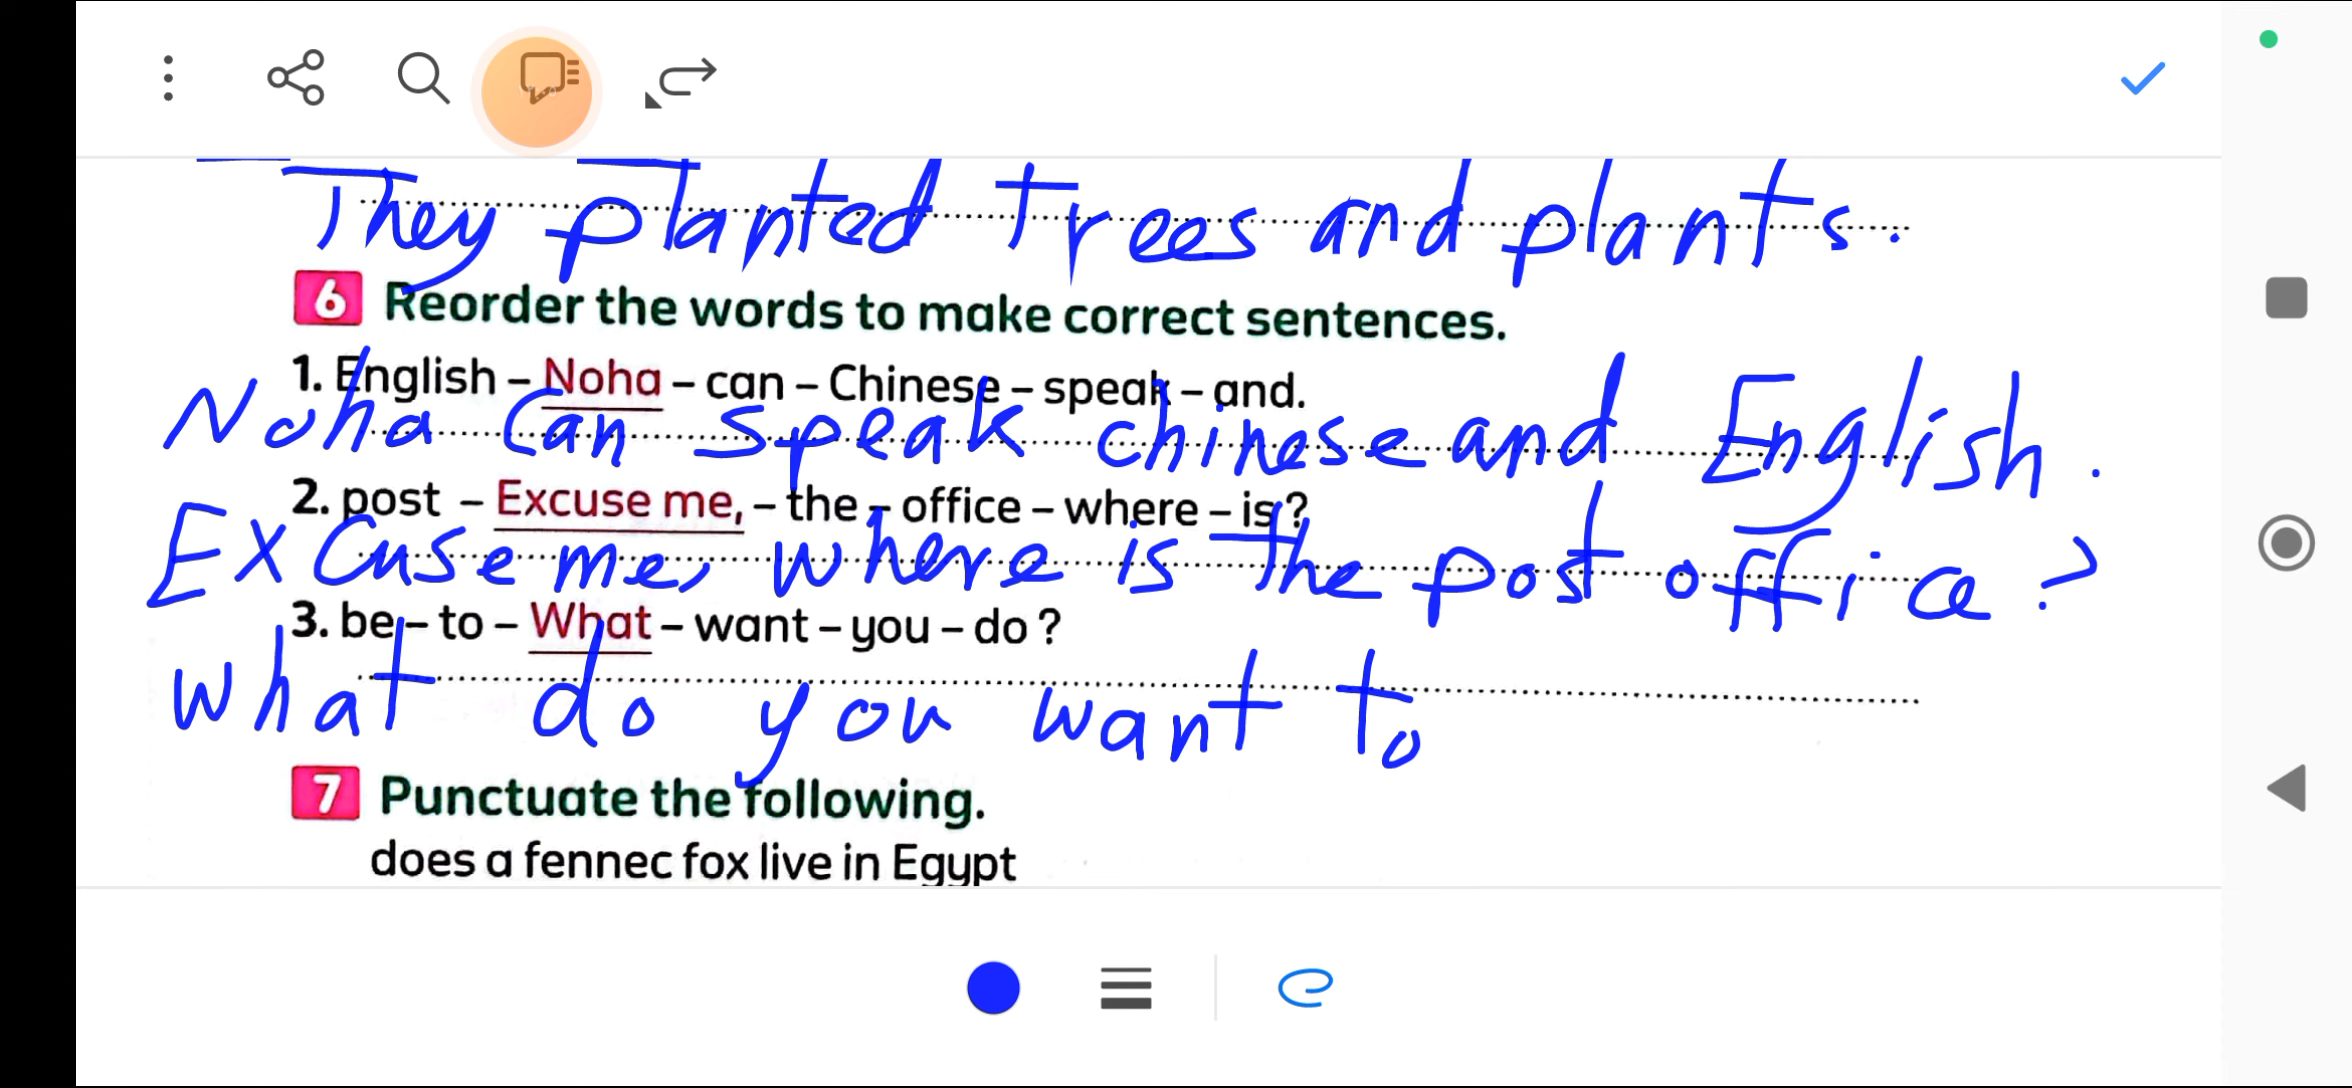 They planted trees and plants.
6 Reorder the words to make correct sentences.
1. English – Noha – can – Chinese – speak – and.
Noha can speak chinese and English.
2. post – Excuse me, – the – office – where – is ?
Excuse me, where is the post office?
3. be – to – What – want – you – do ?
what do you want to
7 Punctuate the following.
does a fennec fox live in Egypt